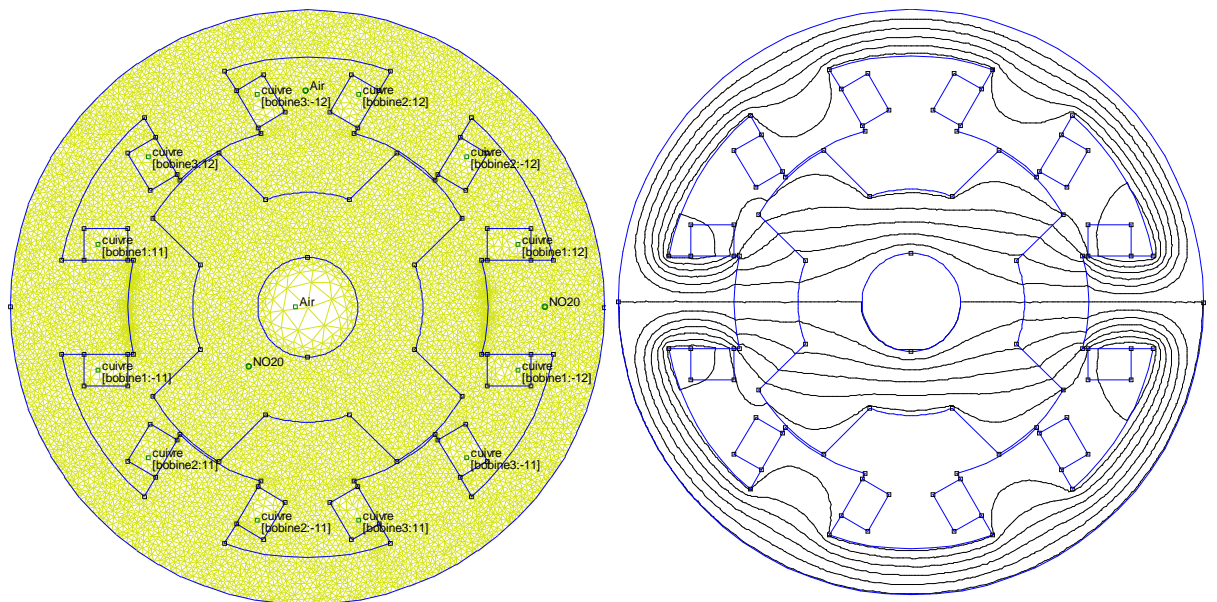 cuivre
[bobine3:-12]
Air
cuivre
[bobine2:12]
cuivre
[bobine3:12]
cuivre
[bobine2:-12]
cuivre
[bobine1:11]
cuivre
[bobine1:12]
Air
NO20
NO20
cuivre
[bobine1:-11]
cuivre
[bobine1:-12]
cuivre
[bobine2:11]
cuivre
[bobine3:-11]
cuivre
[bobine2:-11]
cuivre
[bobine3:11]